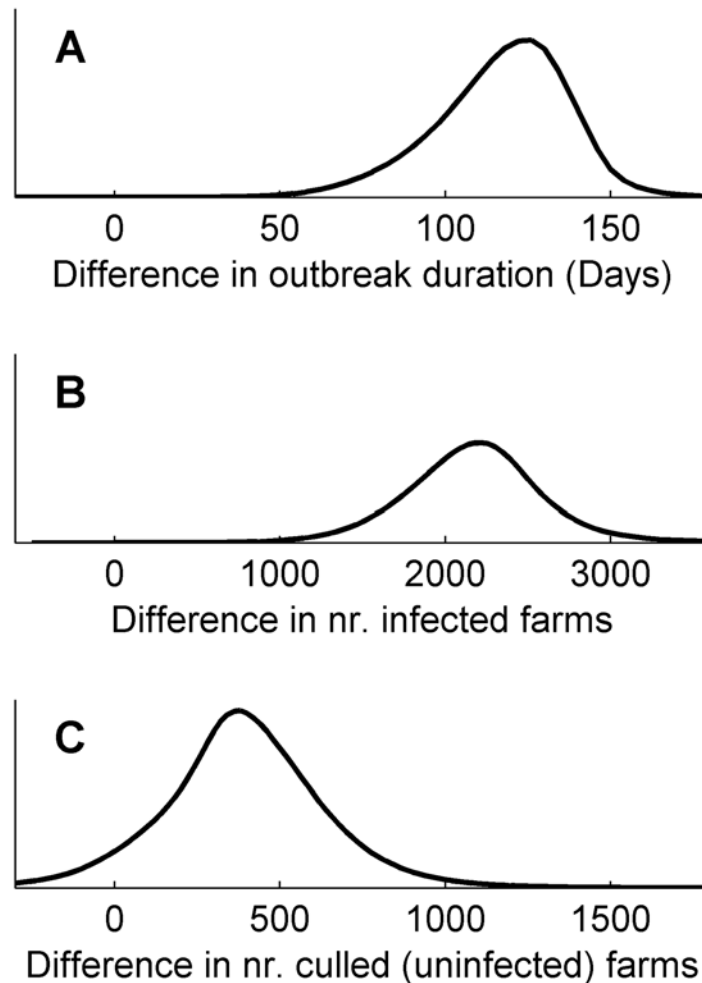 A
0 50 100 150
Difference in outbreak duration (Days)
B
0 1000 2000 3000
Difference in nr. infected farms
C
0 500 1000 1500
Difference in nr. culled (uninfected) farms